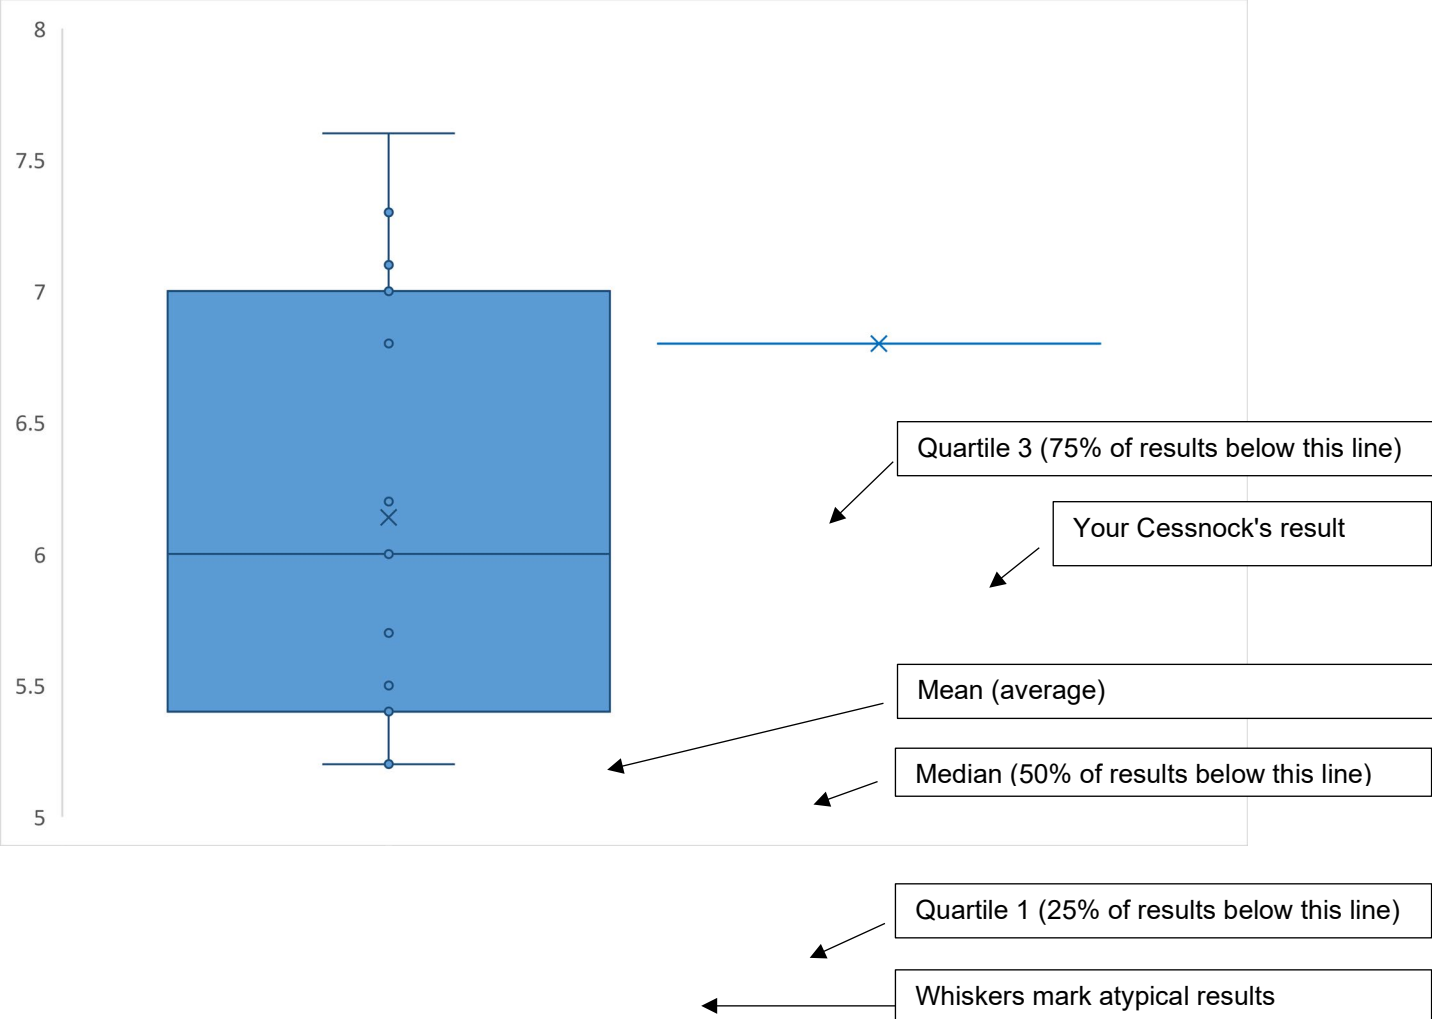 8
7.5
7
6.5
6
5.5
5
Quartile 3 (75% of results below this line)
Your Cessnock's result
Mean (average)
Median (50% of results below this line)
Quartile 1 (25% of results below this line)
Whiskers mark atypical results